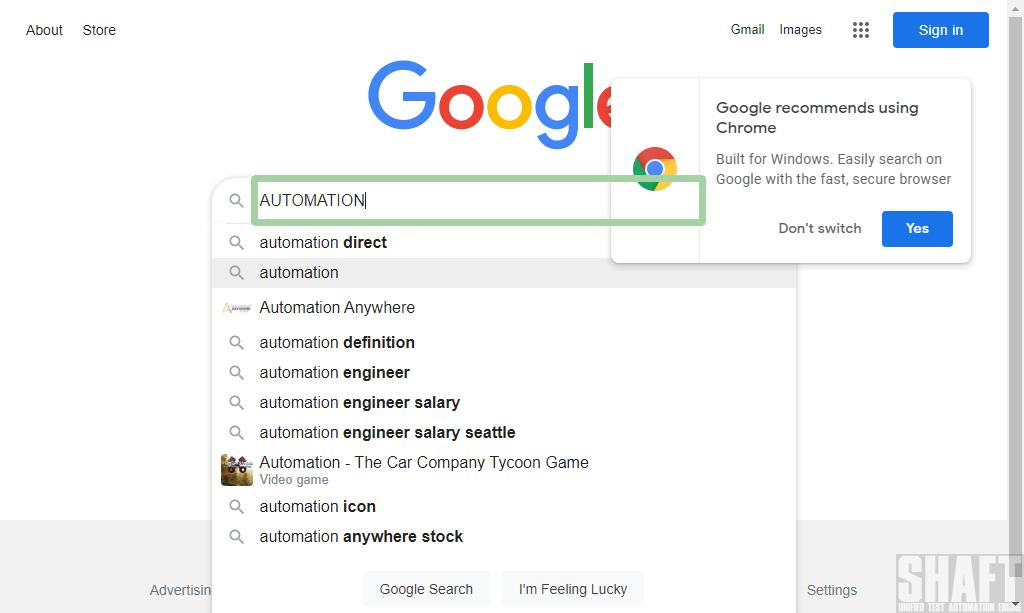 About Store Gmail Images Sign in
Google
Google recommends using
Chrome
Built for Windows. Easily search on
Google with the fast, secure browser
Don't switch Yes
AUTOMATION
automation direct
automation
Automation Anywhere
automation definition
automation engineer
automation engineer salary
automation engineer salary seattle
Automation - The Car Company Tycoon Game
Video game
automation icon
automation anywhere stock
Google Search I'm Feeling Lucky
Settings
SHAFT
UNIFIED TEST AUTOMATION